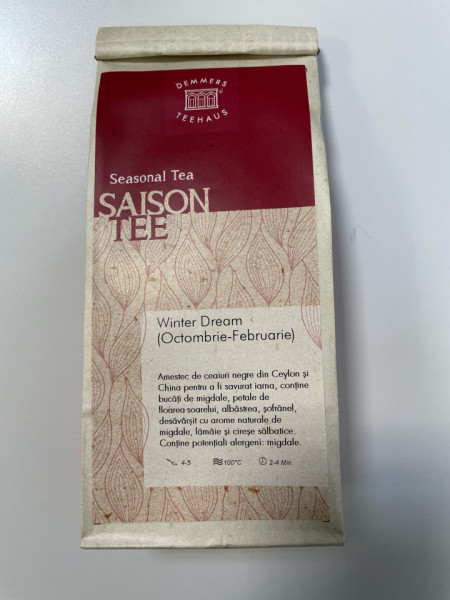 DEMMERS
TEEHAUS
Seasonal Tea
SAISON
TEE
Winter Dream
(Octombrie-Februarie)
Amestec de ceaiuri negre din Ceylon și
China pentru a fi savurat iarna, conține
bucăți de migdale, petale de
floarea-soarelui, albăstrea, șofrănel,
desăvârșit cu arome naturale de
migdale, lămâie și cireșe sălbatice.
Conține potențiali alergeni: migdale.
4-5 100°C 2-4 Min.